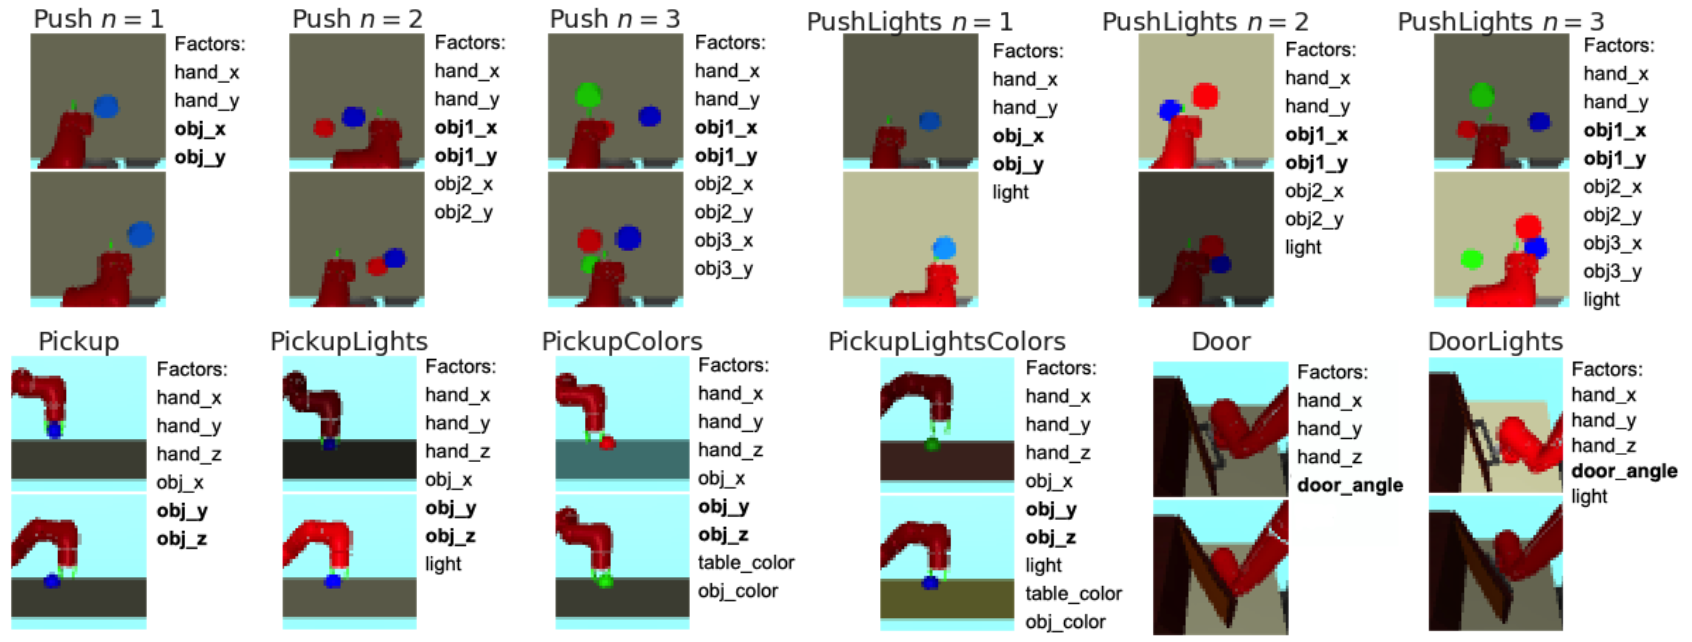 Push n = 1
Factors:
hand_x
hand_y
obj_x
obj_y
Push n = 2
Factors:
hand_x
hand_y
obj1_x
obj1_y
obj2_x
obj2_y
Push n = 3
Factors:
hand_x
hand_y
obj1_x
obj1_y
obj2_x
obj2_y
obj3_x
obj3_y
PushLights n = 1
Factors:
hand_x
hand_y
obj_x
obj_y
light
PushLights n = 2
Factors:
hand_x
hand_y
obj1_x
obj1_y
obj2_x
obj2_y
light
PushLights n = 3
Factors:
hand_x
hand_y
obj1_x
obj1_y
obj2_x
obj2_y
obj3_x
obj3_y
light
Pickup
Factors:
hand_x
hand_y
hand_z
obj_x
obj_y
obj_z
PickupLights
Factors:
hand_x
hand_y
hand_z
obj_x
obj_y
obj_z
light
PickupColors
Factors:
hand_x
hand_y
hand_z
obj_x
obj_y
obj_z
table_color
obj_color
PickupLightsColors
Factors:
hand_x
hand_y
hand_z
obj_x
obj_y
obj_z
light
table_color
obj_color
Door
Factors:
hand_x
hand_y
hand_z
door_angle
DoorLights
Factors:
hand_x
hand_y
hand_z
door_angle
light